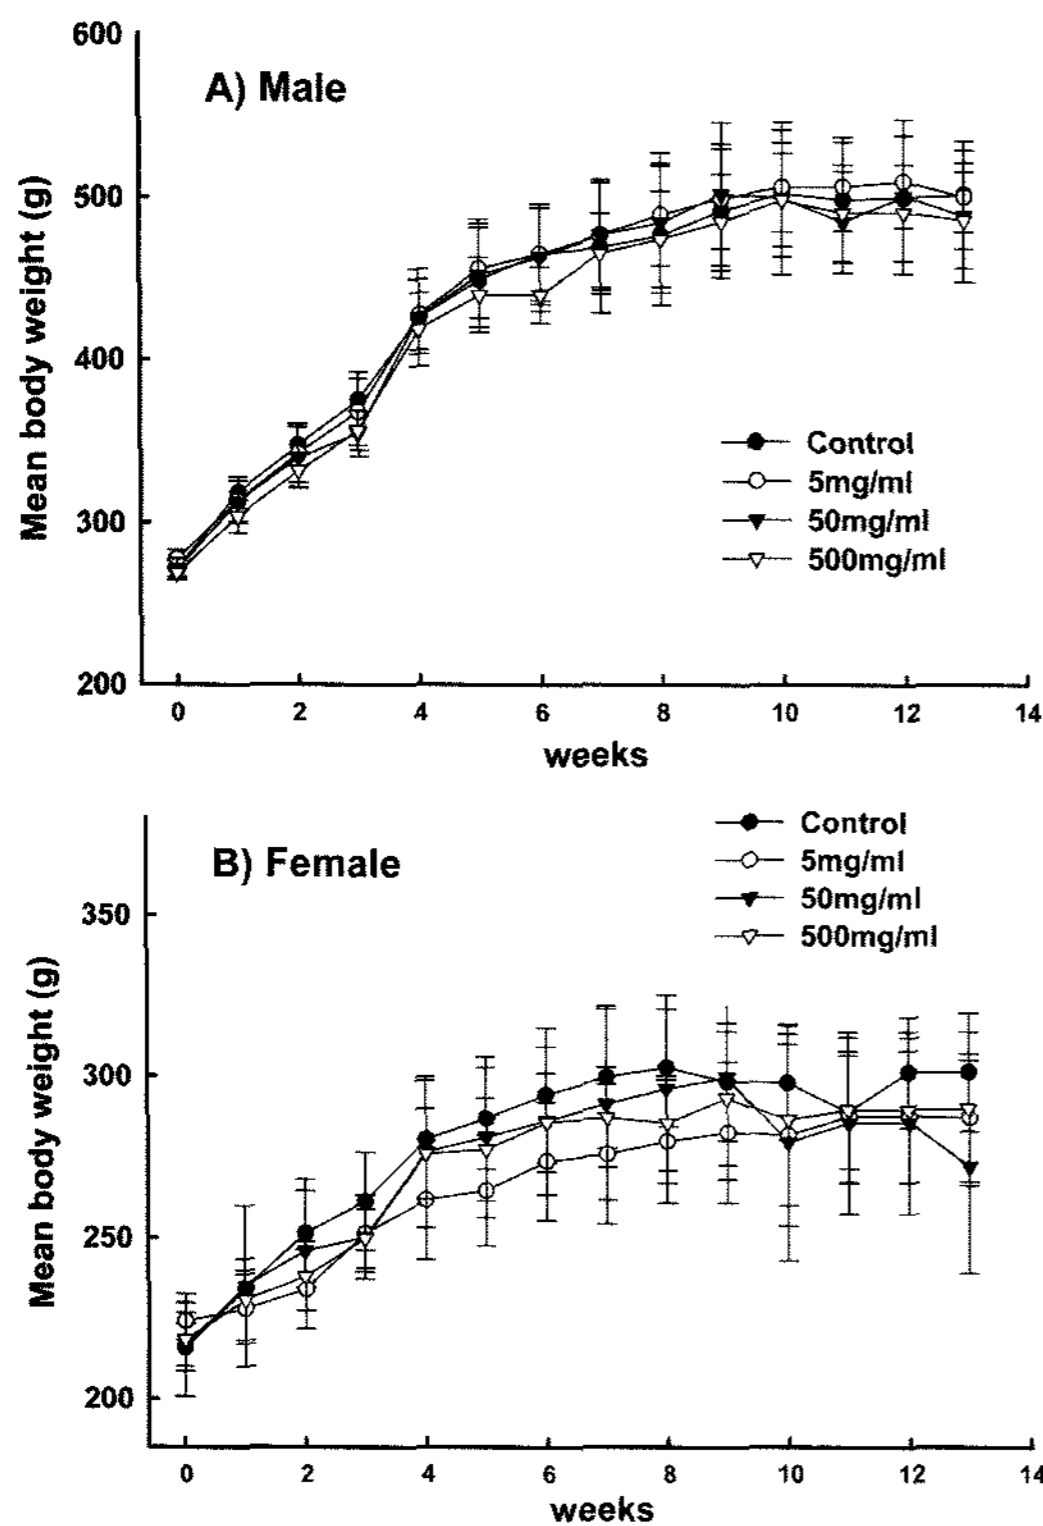 600
A) Male
500
400
300
200
Mean body weight (g)
Control
5mg/ml
50mg/ml
500mg/ml
0 2 4 6 8 10 12 14
weeks
Control
5mg/ml
50mg/ml
500mg/ml
B) Female
350
300
250
200
Mean body weight (g)
0 2 4 6 8 10 12 14
weeks